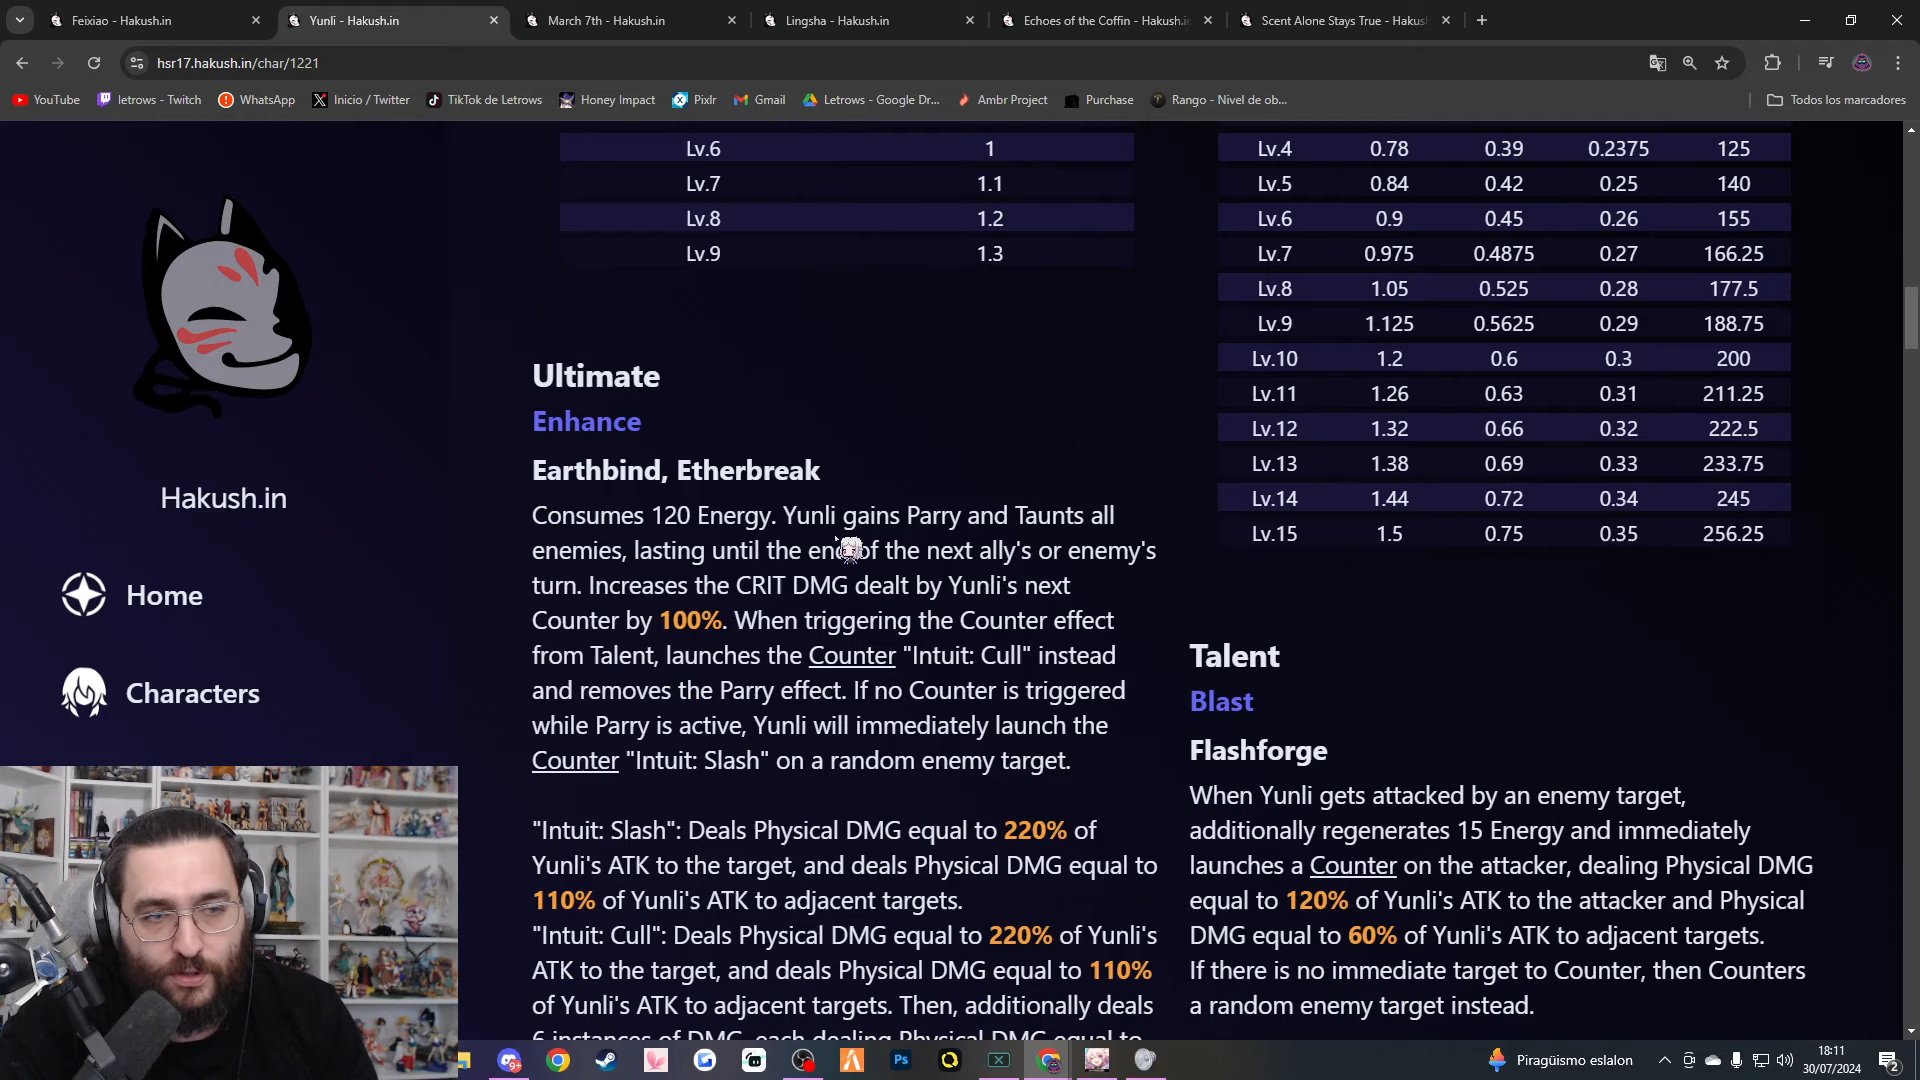 Feixiao - Hakush.in
Yunli - Hakush.in
March 7th - Hakush.in
Lingsha - Hakush.in
Echoes of the Coffin - Hakush.in
Scent Alone Stays True - Hakus
hsr17.hakush.in/char/1221
YouTube
letrows - Twitch
WhatsApp
Inicio / Twitter
TikTok de Letrows
Honey Impact
Pixlr
Gmail
Letrows - Google Dr...
Ambr Project
Purchase
Rango - Nivel de ob...
Todos los marcadores
Hakush.in
Home
Characters
Lv.6 1
Lv.7 1.1
Lv.8 1.2
Lv.9 1.3
Ultimate
Enhance
Earthbind, Etherbreak
Consumes 120 Energy. Yunli gains Parry and Taunts all
enemies, lasting until the end of the next ally's or enemy's
turn. Increases the CRIT DMG dealt by Yunli's next
Counter by 100%. When triggering the Counter effect
from Talent, launches the Counter "Intuit: Cull" instead
and removes the Parry effect. If no Counter is triggered
while Parry is active, Yunli will immediately launch the
Counter "Intuit: Slash" on a random enemy target.
"Intuit: Slash": Deals Physical DMG equal to 220% of
Yunli's ATK to the target, and deals Physical DMG equal to
110% of Yunli's ATK to adjacent targets.
"Intuit: Cull": Deals Physical DMG equal to 220% of Yunli's
ATK to the target, and deals Physical DMG equal to 110%
of Yunli's ATK to adjacent targets. Then, additionally deals
6 instances of DMG, each dealing Physical DMG equal to
Lv.4 0.78 0.39 0.2375 125
Lv.5 0.84 0.42 0.25 140
Lv.6 0.9 0.45 0.26 155
Lv.7 0.975 0.4875 0.27 166.25
Lv.8 1.05 0.525 0.28 177.5
Lv.9 1.125 0.5625 0.29 188.75
Lv.10 1.2 0.6 0.3 200
Lv.11 1.26 0.63 0.31 211.25
Lv.12 1.32 0.66 0.32 222.5
Lv.13 1.38 0.69 0.33 233.75
Lv.14 1.44 0.72 0.34 245
Lv.15 1.5 0.75 0.35 256.25
Talent
Blast
Flashforge
When Yunli gets attacked by an enemy target,
additionally regenerates 15 Energy and immediately
launches a Counter on the attacker, dealing Physical DMG
equal to 120% of Yunli's ATK to the attacker and Physical
DMG equal to 60% of Yunli's ATK to adjacent targets.
If there is no immediate target to Counter, then Counters
a random enemy target instead.
9+
Ps
Piragüismo eslalon
18:11
30/07/2024
2